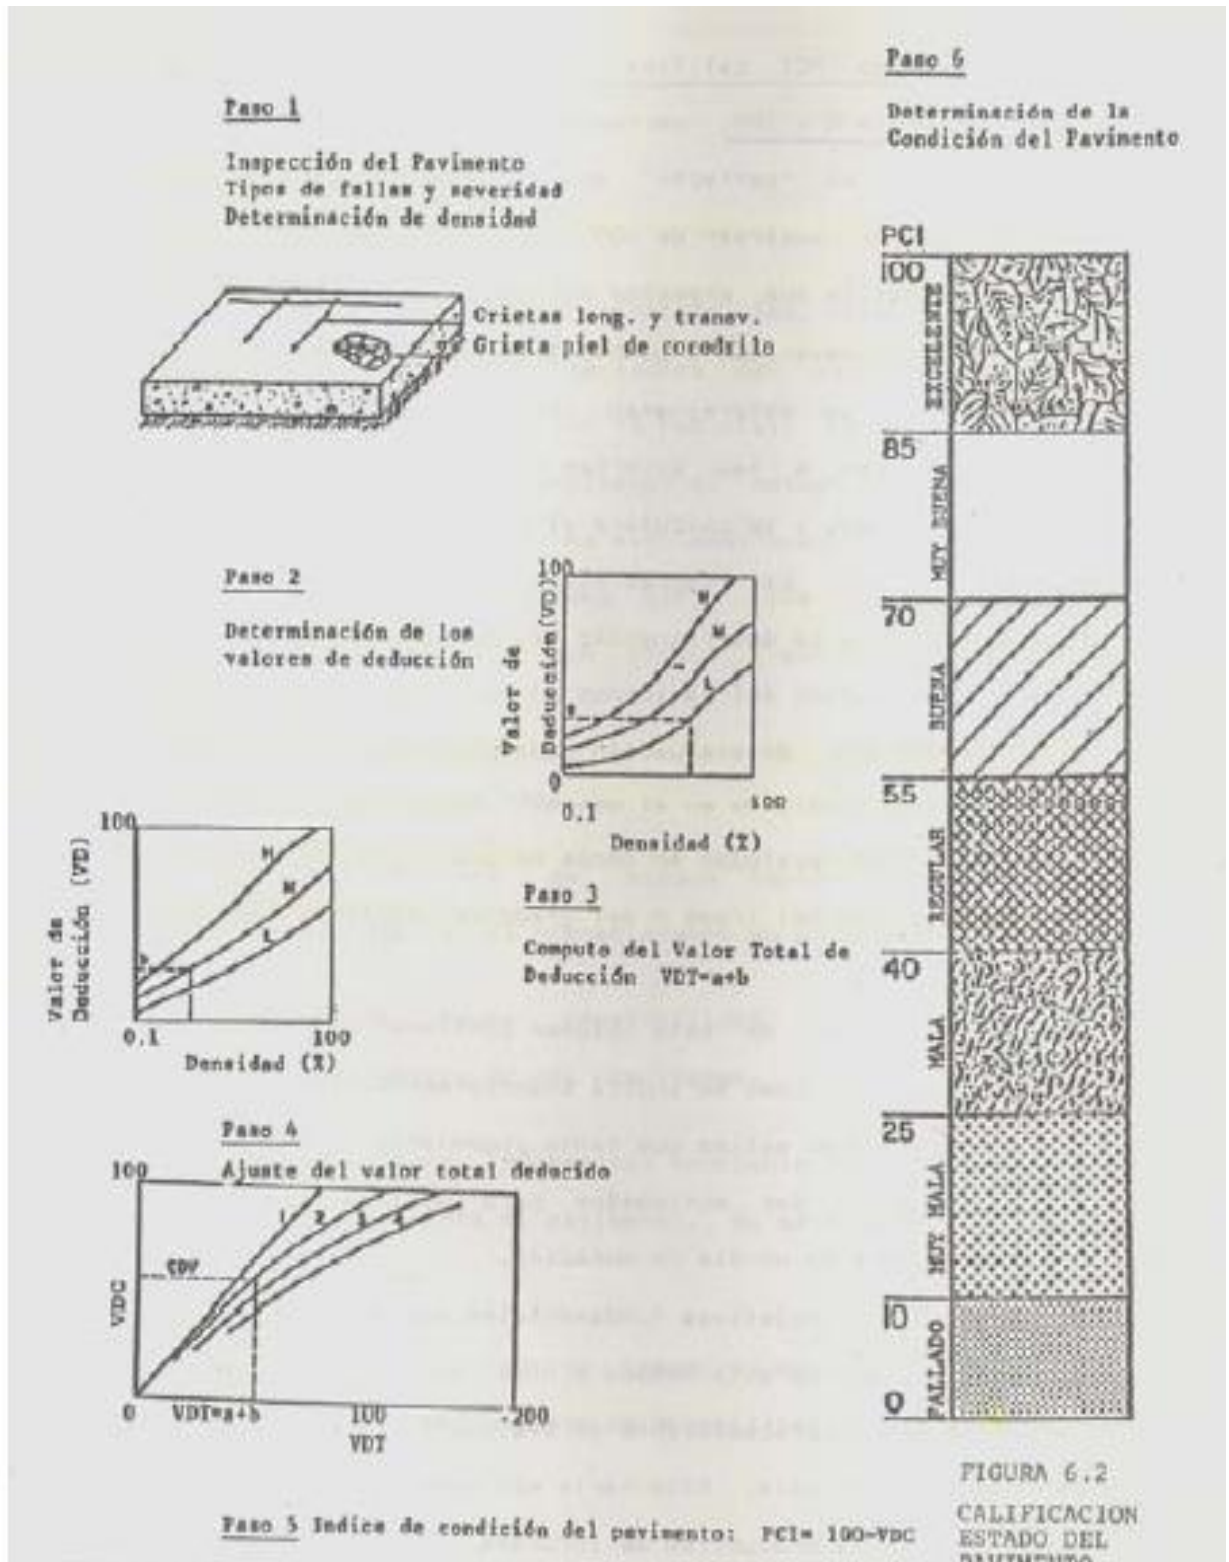 Paso 1
Inspección del Pavimento
Tipos de fallas y severidad
Determinación de densidad
Grietas long. y transv.
Grieta piel de cocodrilo
Paso 2
Determinación de los
valores de deducción
100
Valor de
Deducción(VD)
H
M
L
a
0
0.1
100
Densidad (%)
100
Valor de
Deducción (VD)
H
M
L
b
0.1
100
Densidad (%)
Paso 3
Computo del Valor Total de
Deducción VDT=a+b
Paso 4
Ajuste del valor total deducido
100
1
2
3
4
CDV
VDC
0
VDT=a+b
100
200
VDT
Paso 5 Indice de condición del pavimento: PCI= 100-VDC
Paso 6
Determinación de la
Condición del Pavimento
PCI
100
EXCELENTE
85
MUY BUENA
70
BUENA
55
REGULAR
40
MALA
25
MUY MALA
10
FALLADO
0
FIGURA 6.2
CALIFICACION
ESTADO DEL
PAVIMENTO